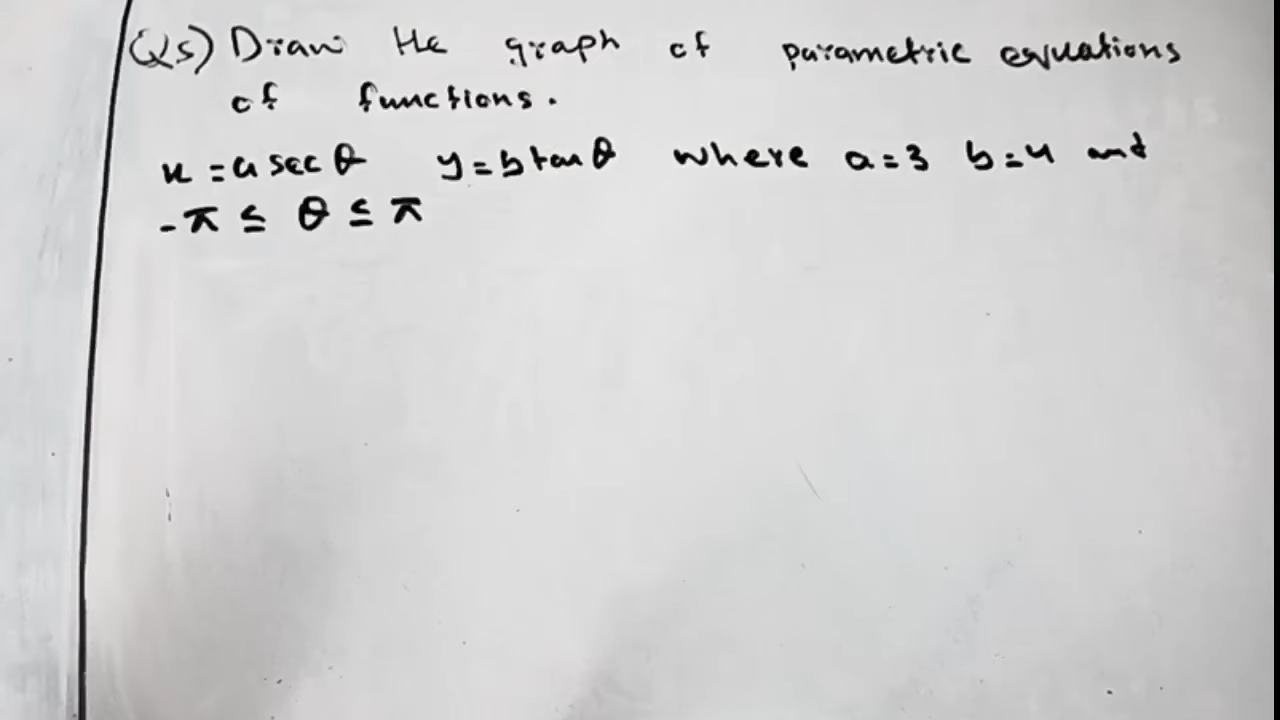 Q5) Draw the graph of parametric equations
of functions.
x = a sec θ y = b tan θ where a = 3 b = 4 and
-π ≤ θ ≤ π